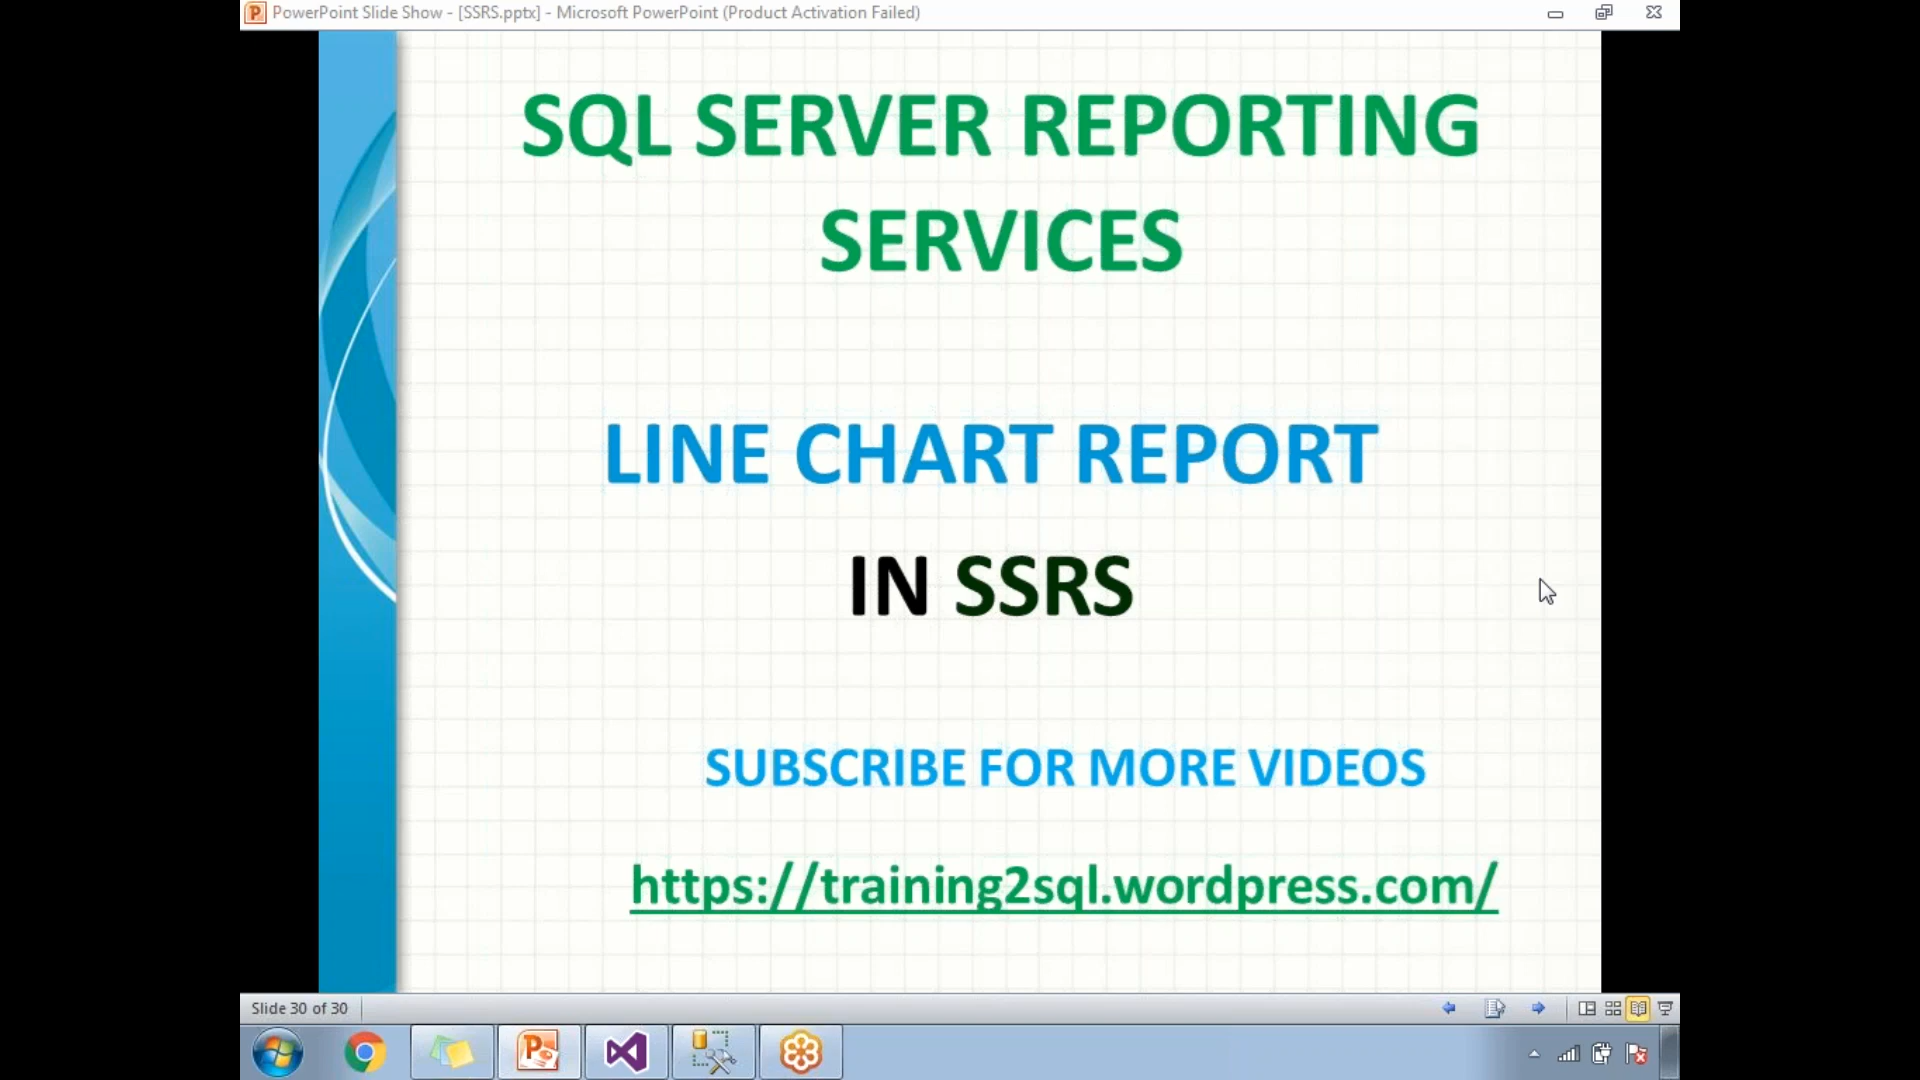 PowerPoint Slide Show - [SSRS.pptx] - Microsoft PowerPoint (Product Activation Failed)
SQL SERVER REPORTING
SERVICES
LINE CHART REPORT
IN SSRS
SUBSCRIBE FOR MORE VIDEOS
https://training2sql.wordpress.com/
Slide 30 of 30